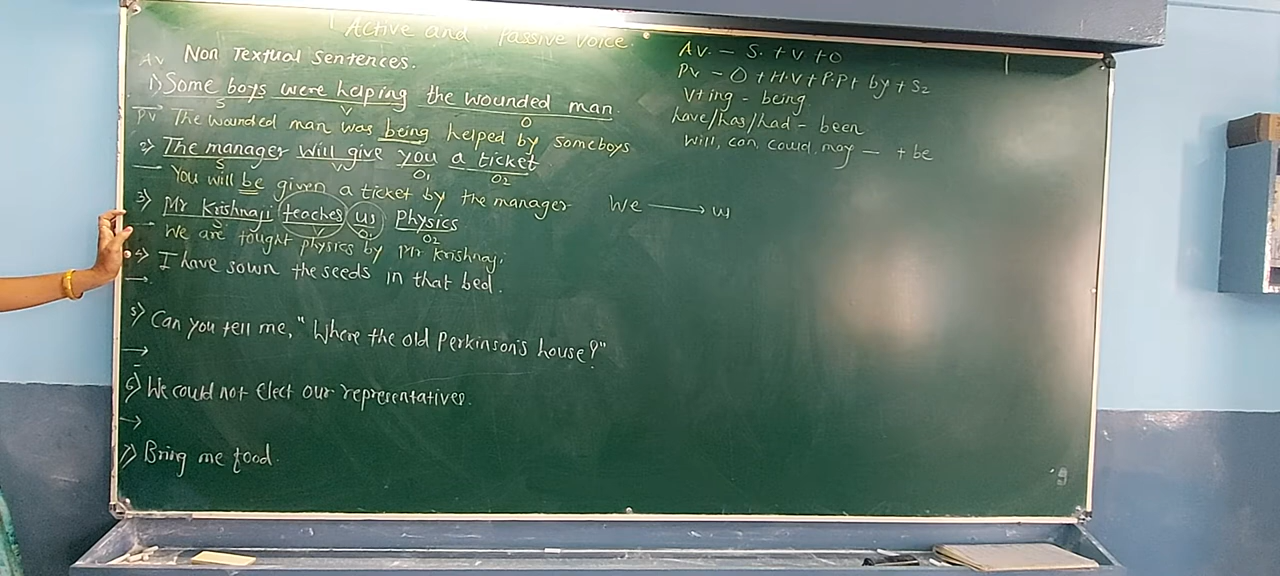 Active and Passive voice.
Av Non Textual sentences.
1) Some boys were helping the wounded man.
S V O
PV The wounded man was being helped by someboys
2) The manager will give you a ticket.
S V O1 O2
You will be given a ticket by the manager
3) Mr Krishnaji teaches us Physics
S V O1 O2
We are tought physics by Mr Krishnaji
4) I have sown the seeds in that bed.
5) Can you tell me, "Where the old Perkinson's house?"
6) We could not Elect our representatives.
7) Bring me food.
Av. - S. + V + O
PV - O + H.V + P.P + by + S2
V+ing - being
have/has/had - been
will, can, could, may - + be
We